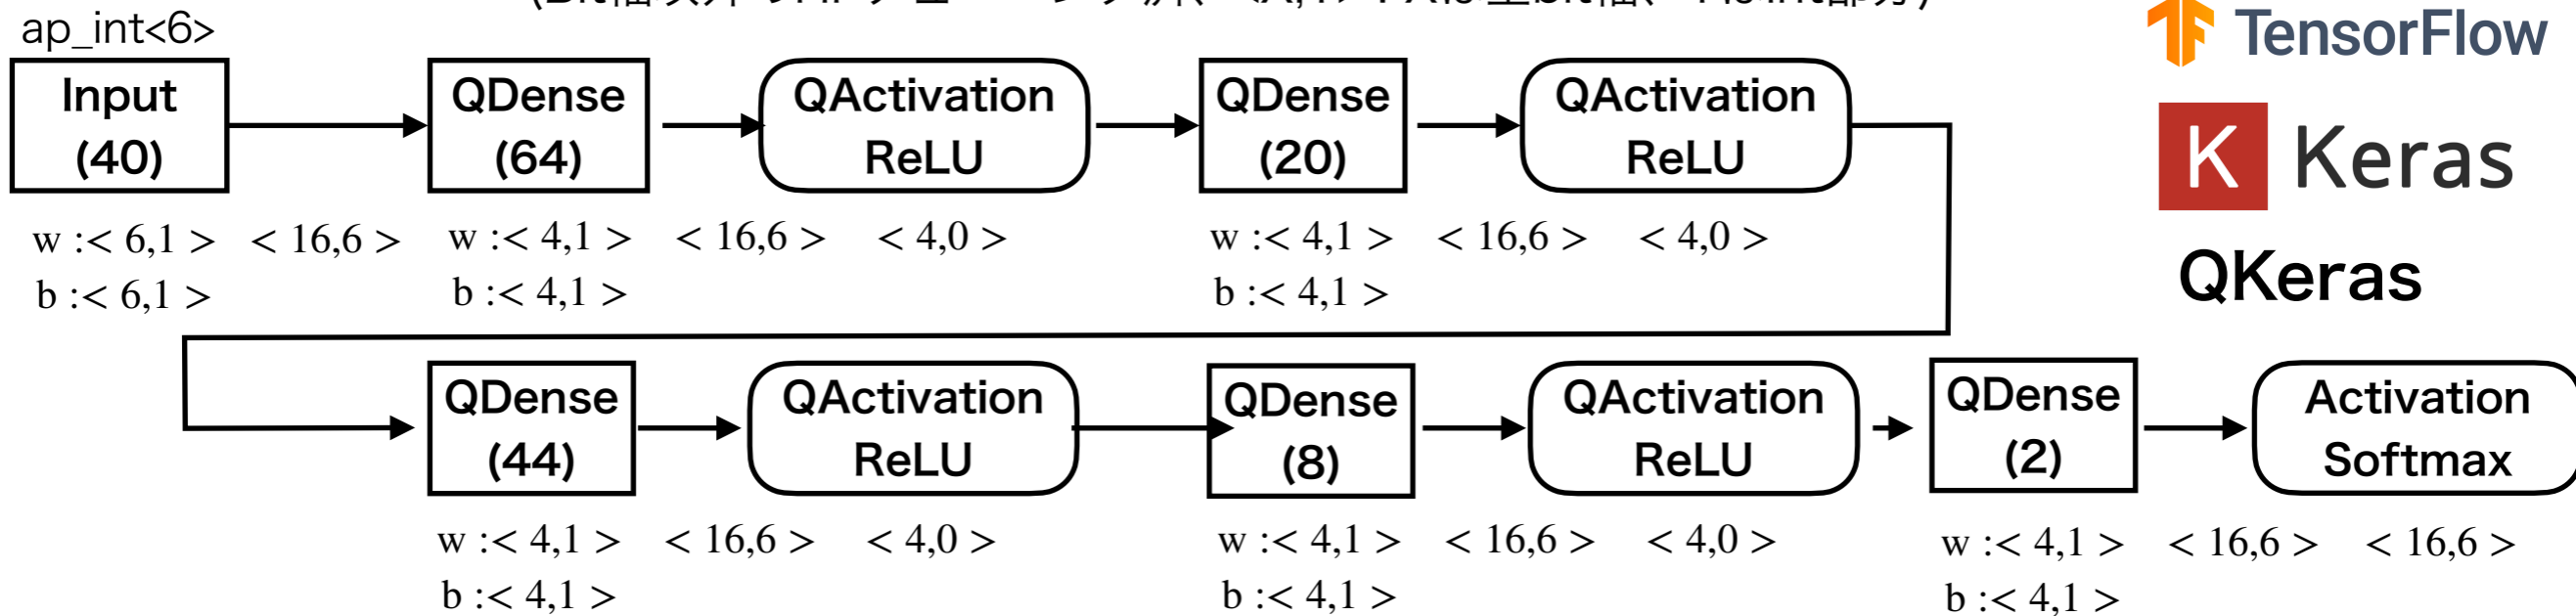 ap_int<6>
Input
(40)
QDense
(64)
QActivation
ReLU
QDense
(20)
QActivation
ReLU
TensorFlow
K Keras
QKeras
w :< 6,1 > < 16,6 > w :< 4,1 > < 16,6 > < 4,0 > w :< 4,1 > < 16,6 > < 4,0 >
b :< 6,1 > b :< 4,1 > b :< 4,1 >
QDense
(44)
QActivation
ReLU
QDense
(8)
QActivation
ReLU
QDense
(2)
Activation
Softmax
w :< 4,1 > < 16,6 > < 4,0 > w :< 4,1 > < 16,6 > < 4,0 > w :< 4,1 > < 16,6 > < 16,6 >
b :< 4,1 > b :< 4,1 > b :< 4,1 >